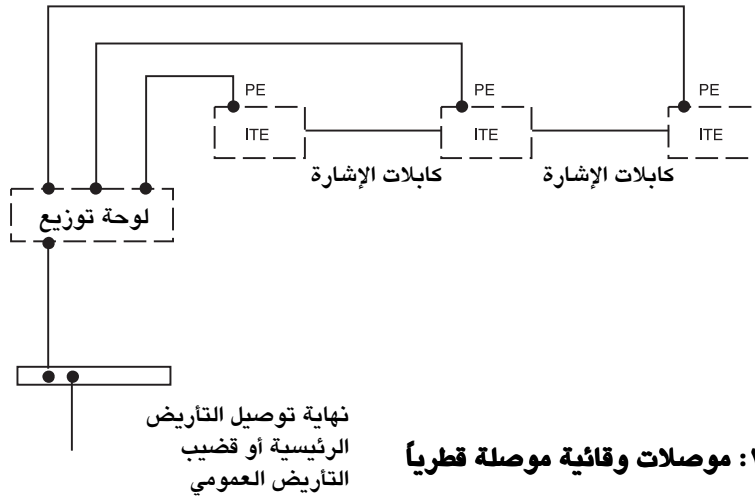 PE PE PE
ITE ITE ITE
كابلات الإشارة كابلات الإشارة
لوحة توزيع
نهاية توصيل التأريض
الرئيسية أو قضيب
التأريض العمومي
: موصلات وقائية موصلة قطرياً